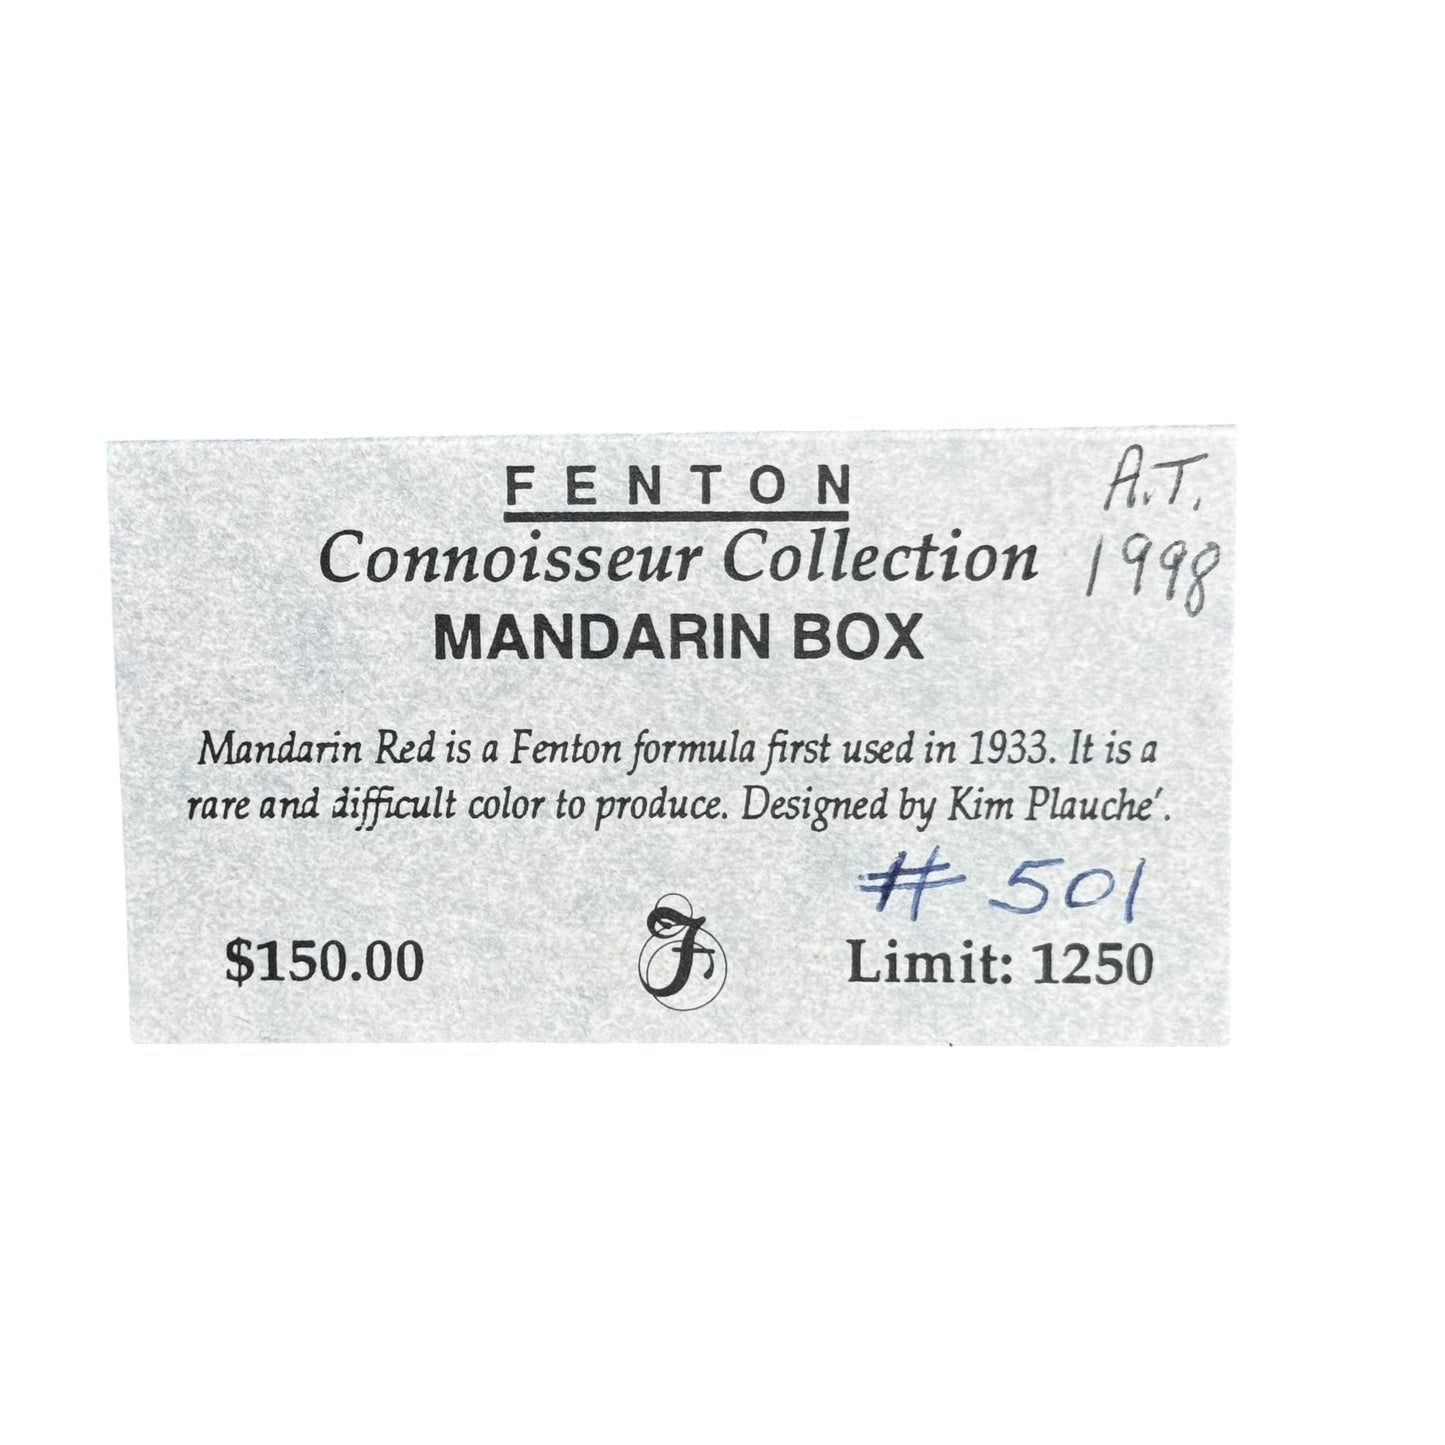 FENTON
A.T.
Connoisseur Collection
1998
MANDARIN BOX
Mandarin Red is a Fenton formula first used in 1933. It is a
rare and difficult color to produce. Designed by Kim Plauche'.
# 501
$150.00
F
Limit: 1250